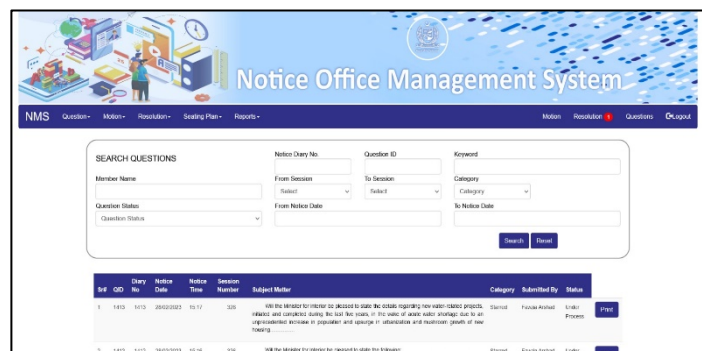 Notice Office Management System
NMS Question Motion Resolution Seating Plan Reports Motion Resolution Questions Logout
SEARCH QUESTIONS
Notice Diary No. Question ID Keyword
Member Name From Session To Session Category
Select Select Category
Question Status From Notice Date To Notice Date
Question Status
Search Reset
Sr# QID Diary No Notice Date Notice Time Session Number Subject Matter Category Submitted By Status
1 1413 1413 28/02/2023 15:17 326 Will the Minister for Interior be pleased to state the details regarding new water-related projects, Starred Fawzia Arshad Under Process Print
initiated and completed during the last five years, in the wake of acute water shortage due to an
unprecedented increase in population and upsurge in urbanization and mushroom growth of new
housing
Will the Minister for Interior be pleased to state the following: